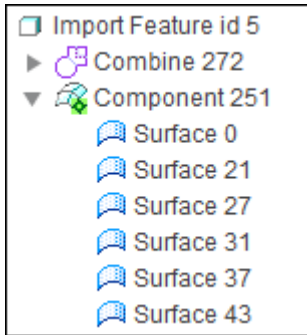 Import Feature id 5
Combine 272
Component 251
Surface 0
Surface 21
Surface 27
Surface 31
Surface 37
Surface 43